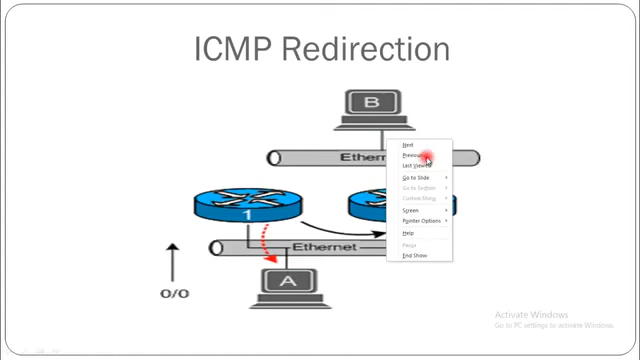 ICMP Redirection
B
Ethern
Next
Previous
Last Viewed
Go to Slide
Go to Section
Custom Show
Screen
Pointer Options
Help
Pause
End Show
1
Ethernet
A
0/0
Activate Windows
Go to PC settings to activate Windows.